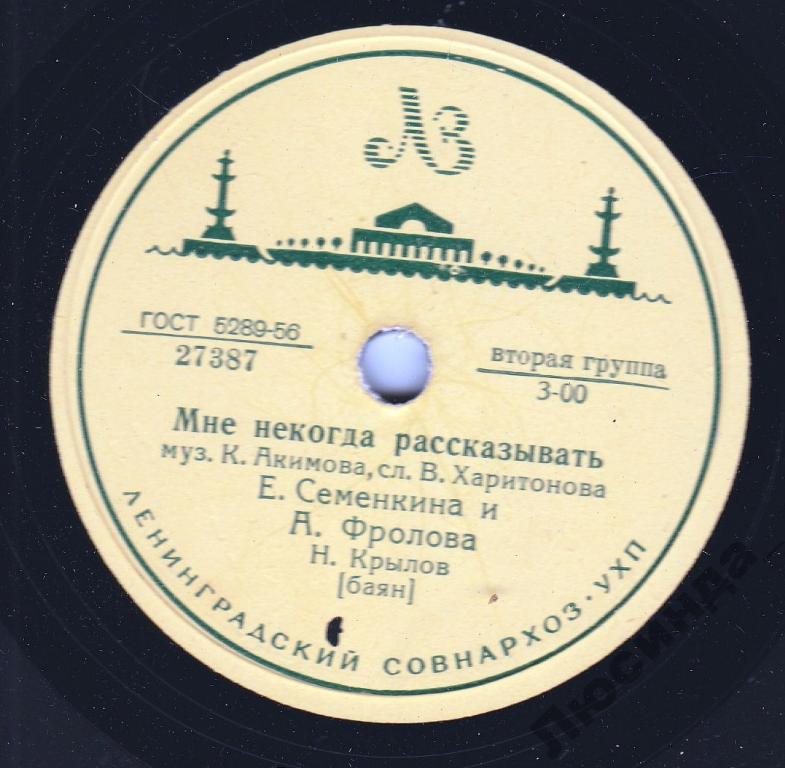 ЛЗ
ГОСТ 5289-56
27387
вторая группа
3-00
Мне некогда рассказывать
муз. К. Акимова, сл. В. Харитонова
Е. Семенкина и
А. Фролова
Н. Крылов
[баян]
ЛЕНИНГРАДСКИЙ СОВНАРХОЗ · УХП
Люсинда